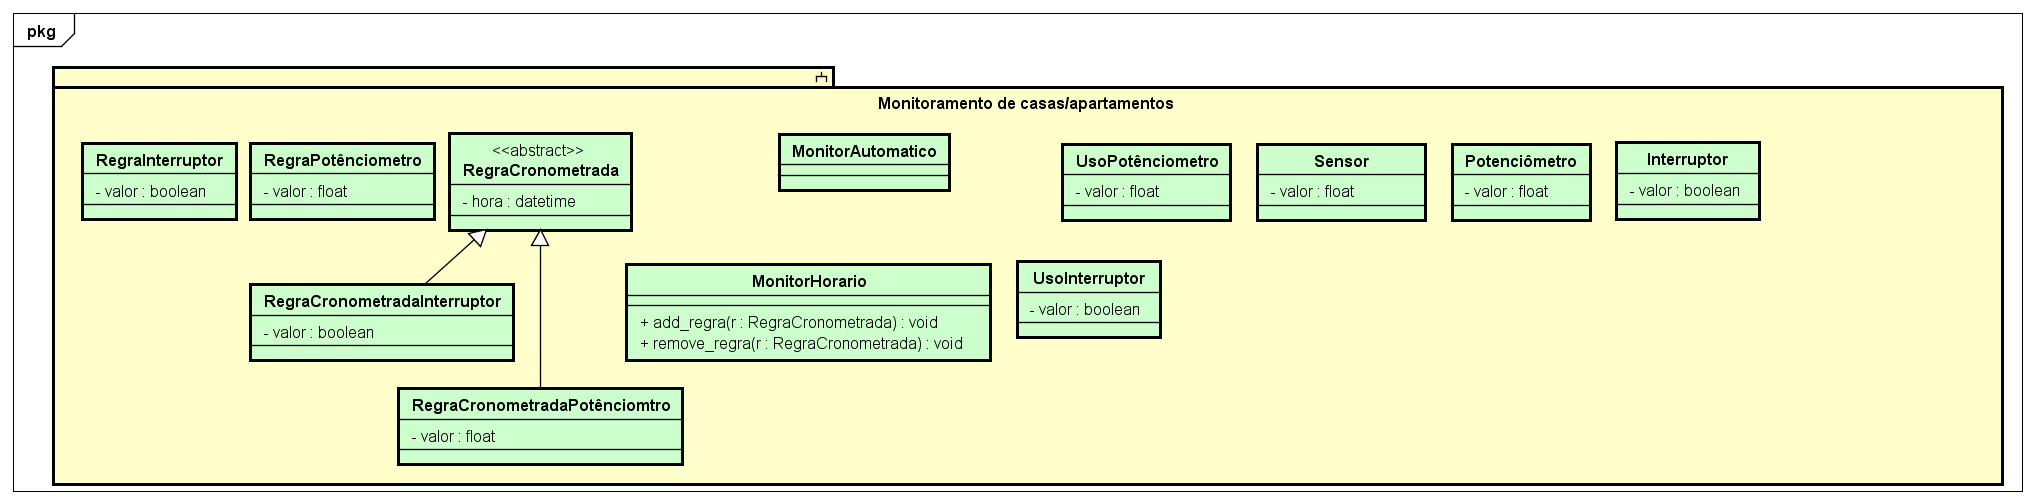 pkg
Monitoramento de casas/apartamentos
RegraInterruptor
- valor : boolean
RegraPotênciometro
- valor : float
<<abstract>>
RegraCronometrada
- hora : datetime
MonitorAutomatico
UsoPotênciometro
- valor : float
Sensor
- valor : float
Potenciômetro
- valor : float
Interruptor
- valor : boolean
RegraCronometradaInterruptor
- valor : boolean
MonitorHorario
+ add_regra(r : RegraCronometrada) : void
+ remove_regra(r : RegraCronometrada) : void
UsoInterruptor
- valor : boolean
RegraCronometradaPotênciomtro
- valor : float